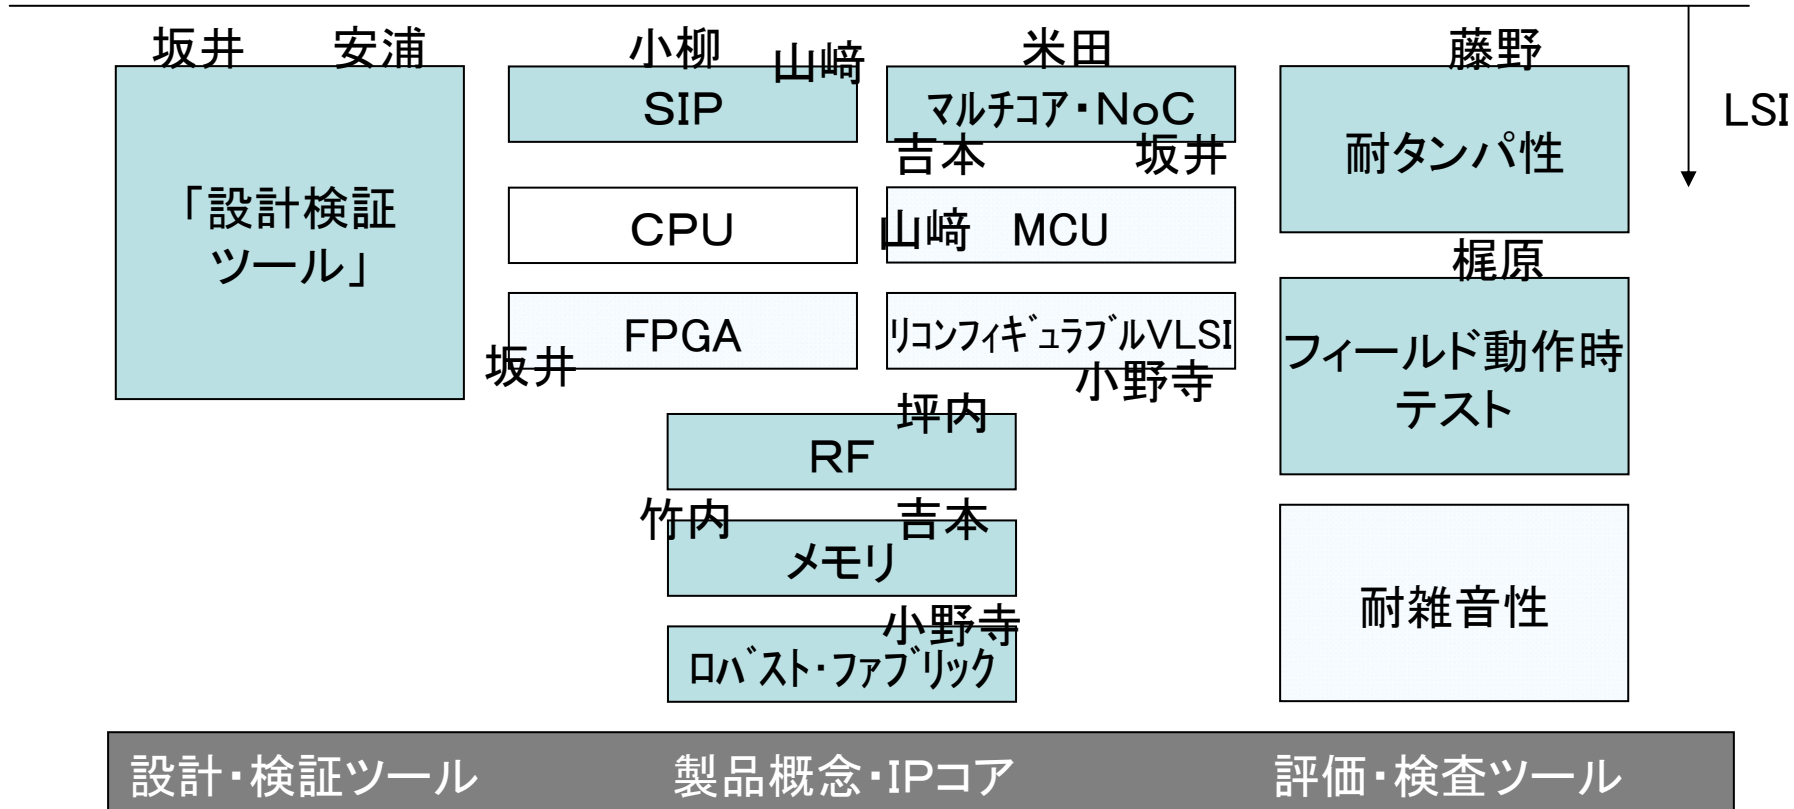 坂井　安浦
小柳
山﨑
米田
藤野
SIP
マルチコア・NoC
LSI
吉本
坂井
耐タンパ性
「設計検証
ツール」
CPU
山﨑　MCU
梶原
FPGA
リコンフィギュラブルVLSI
フィールド動作時
テスト
坂井
小野寺
坪内
RF
竹内
吉本
メモリ
耐雑音性
小野寺
ロバスト・ファブリック
設計・検証ツール
製品概念・IPコア
評価・検査ツール